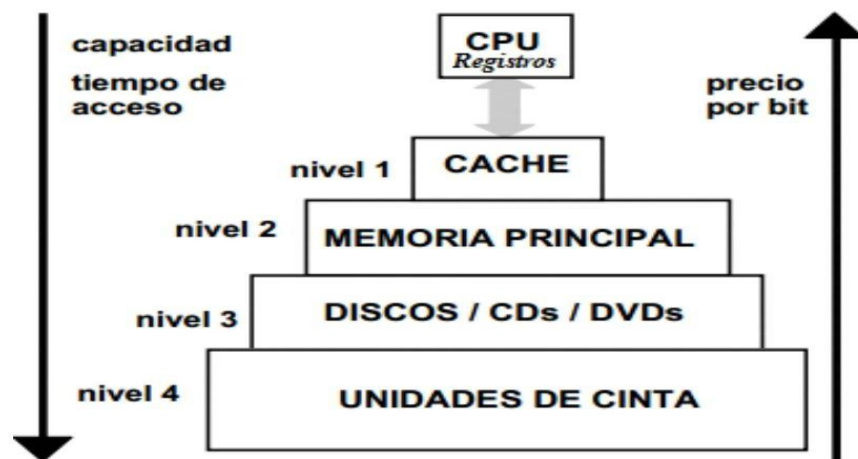 capacidad
tiempo de
acceso
CPU
Registros
precio
por bit
nivel 1
CACHE
nivel 2
MEMORIA PRINCIPAL
nivel 3
DISCOS / CDs / DVDs
nivel 4
UNIDADES DE CINTA